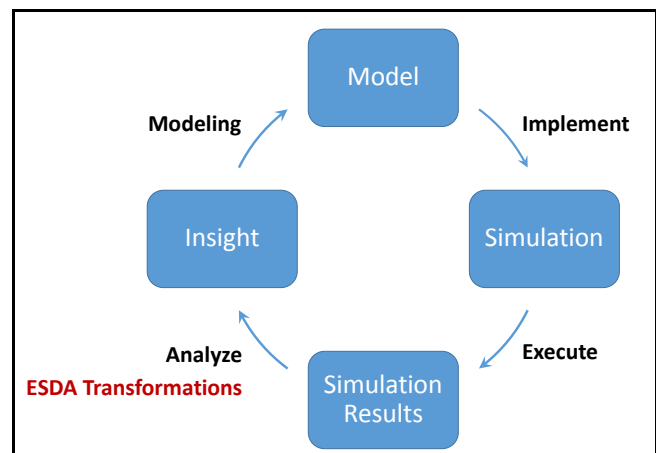 Model
Modeling
Implement
Insight
Simulation
Analyze
ESDA Transformations
Execute
Simulation
Results